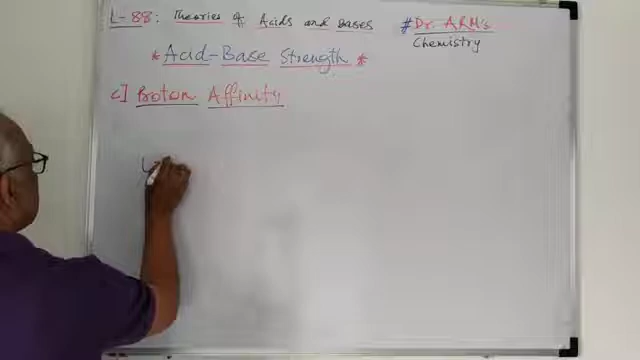 L-88: Theories of Acids and Bases
#Dr. ARM's
Chemistry
* Acid-Base Strength *
c] Proton Affinity